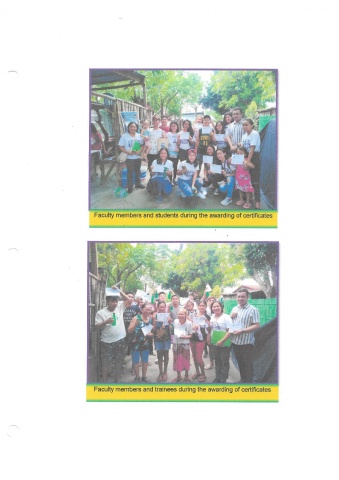 Faculty members and students during the awarding of certificates
Faculty members and trainees during the awarding of certificates